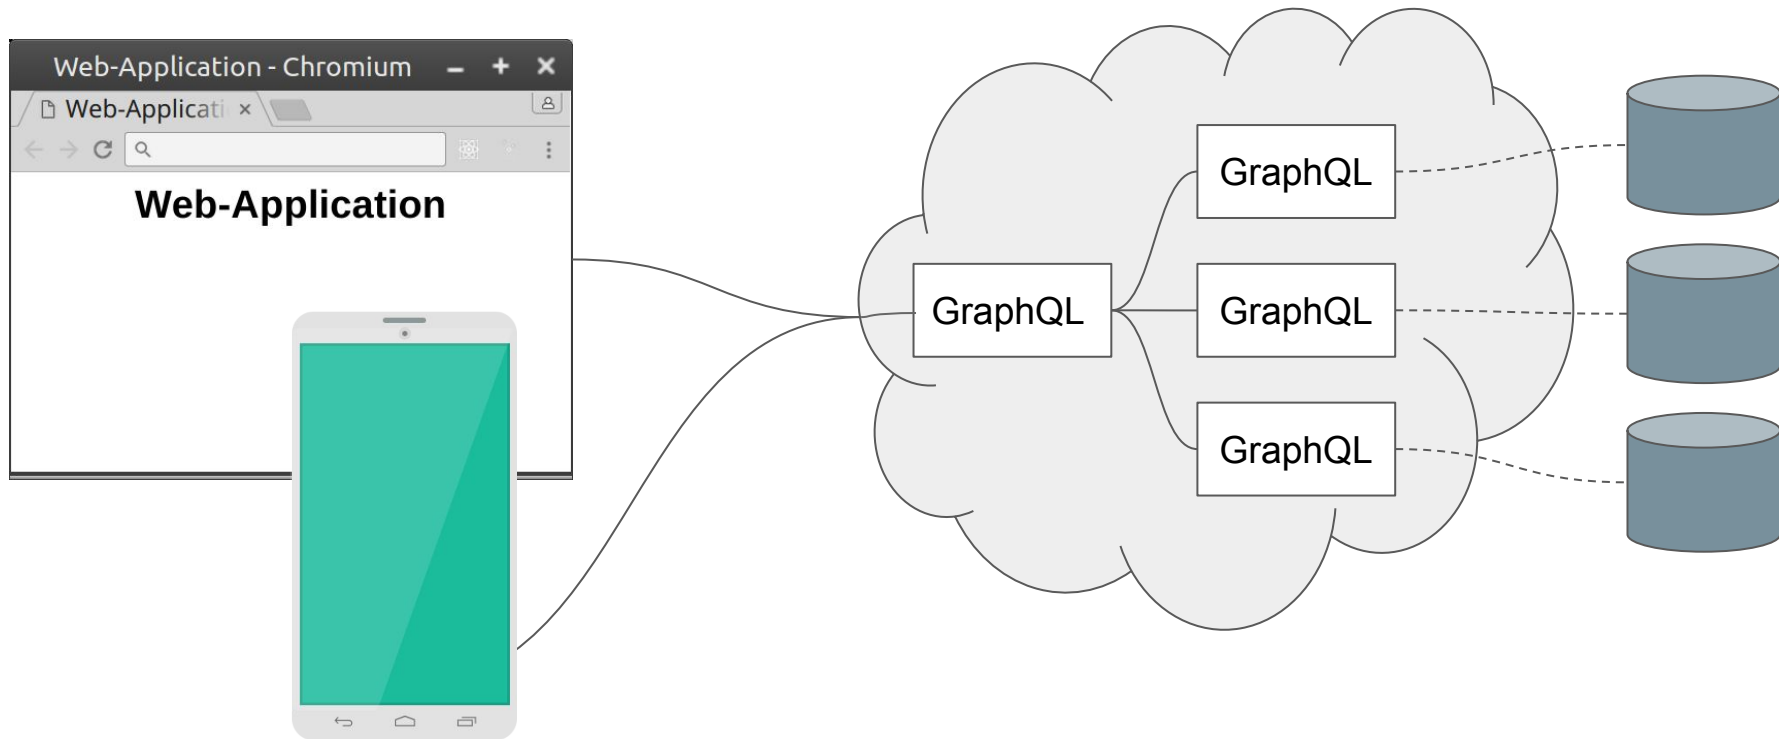 Web-Application - Chromium
Web-Applicati
Web-Application
GraphQL
GraphQL
GraphQL
GraphQL